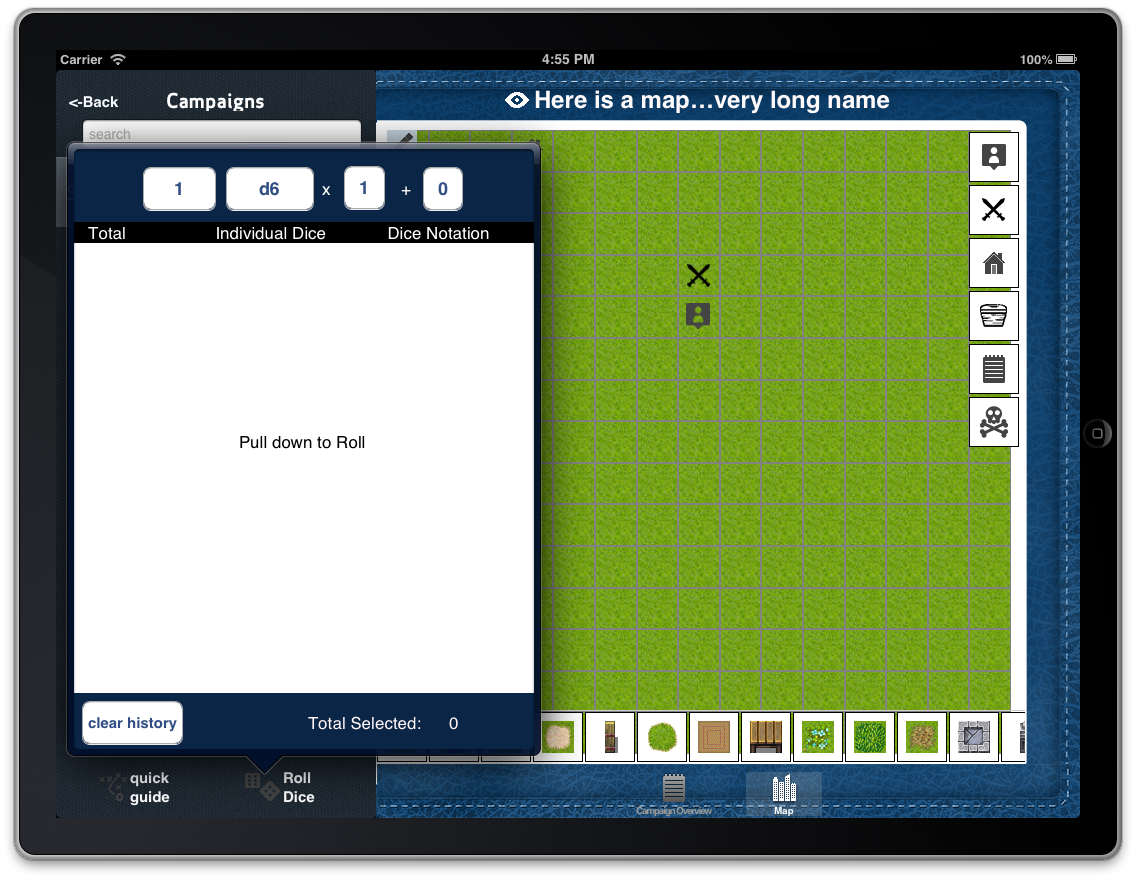 Carrier
4:55 PM
100%
<-Back
Campaigns
Here is a map...very long name
search
1
d6
x
1
+
0
Total
Individual Dice
Dice Notation
Pull down to Roll
clear history
Total Selected:
0
quick
guide
Roll
Dice
Campaign Overview
Map